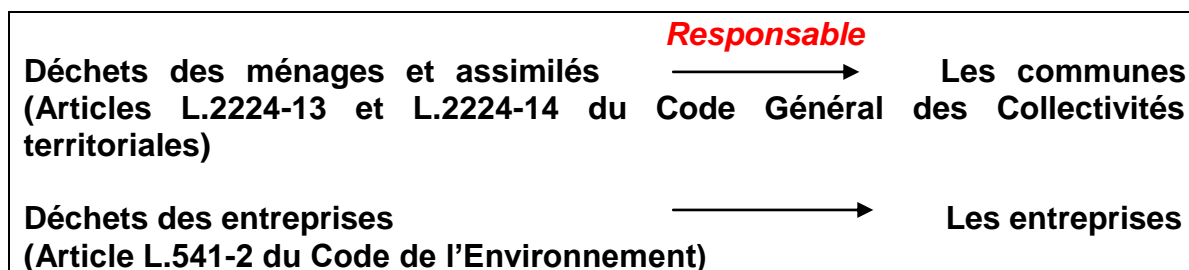 Responsable
Déchets des ménages et assimilés Les communes
(Articles L.2224-13 et L.2224-14 du Code Général des Collectivités
territoriales)
Déchets des entreprises Les entreprises
(Article L.541-2 du Code de l’Environnement)